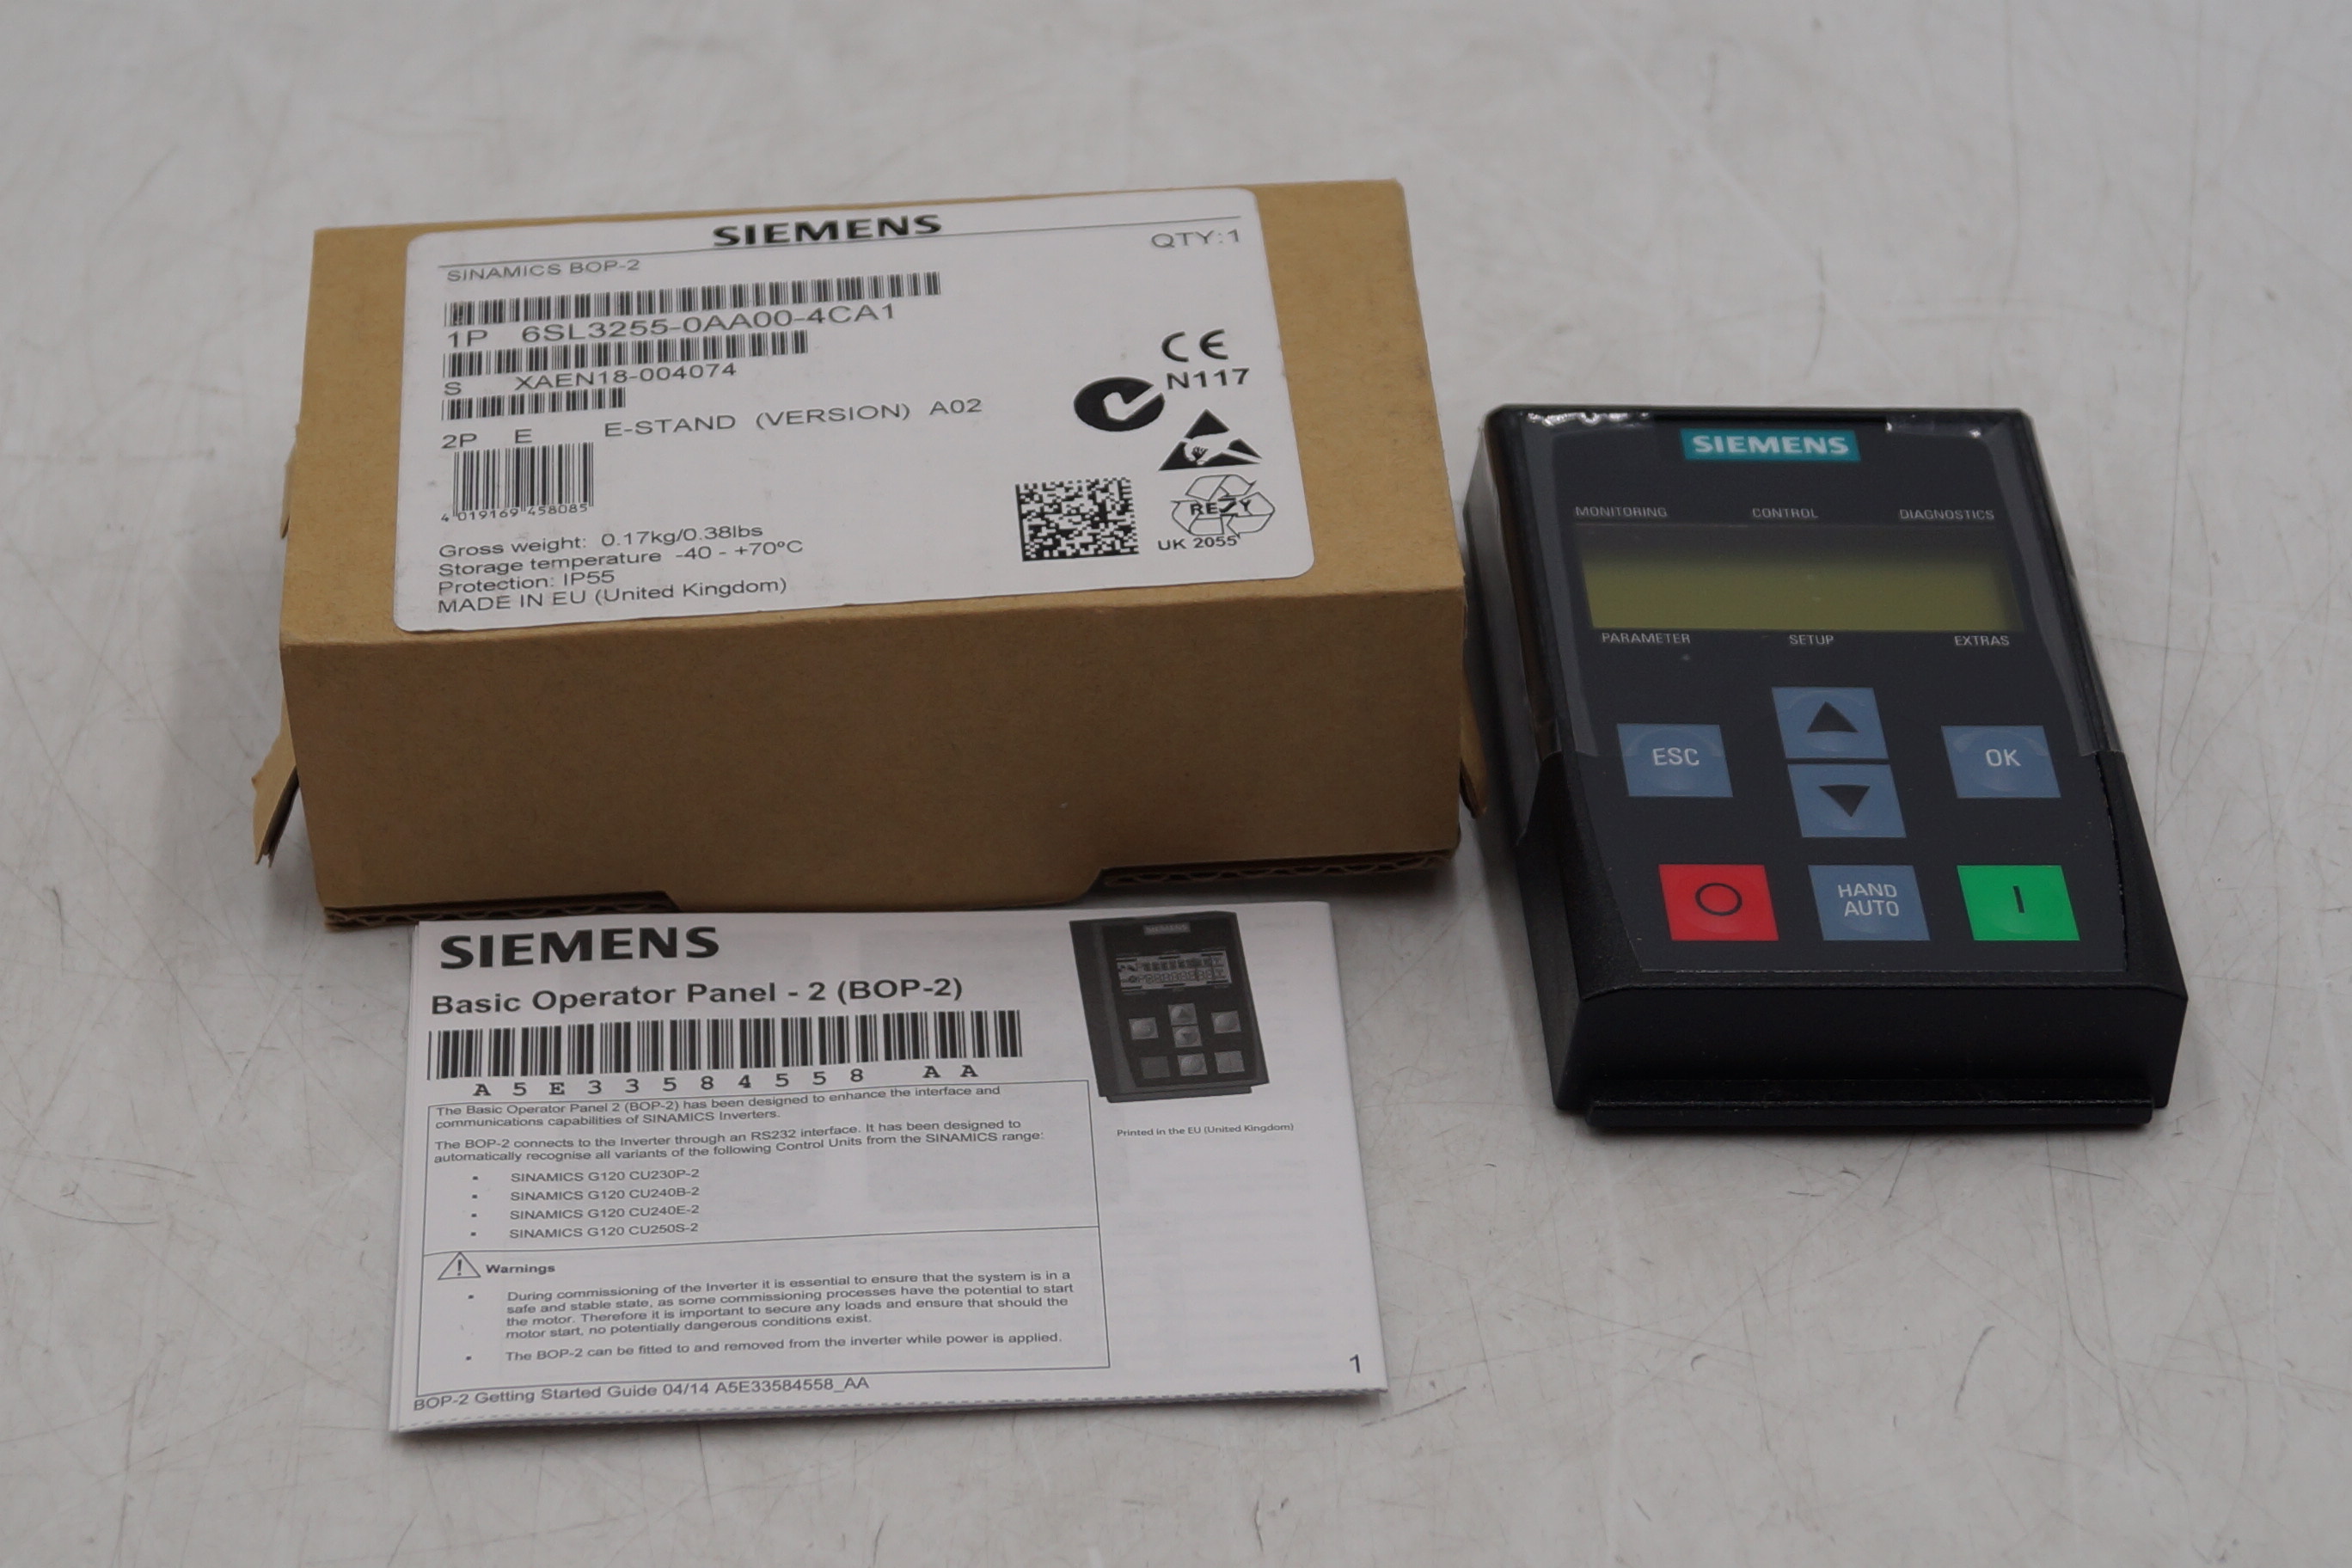 SIEMENS
SINAMICS BOP-2
QTY:1
1P 6SL3255-0AA00-4CA1
S XAEN18-004074
2P E E-STAND (VERSION) A02
4 019169 458085
CE
N117
RESY
UK 2055
Gross weight: 0.17kg/0.38lbs
Storage temperature -40 - +70°C
Protection: IP55
MADE IN EU (United Kingdom)
SIEMENS
MONITORING CONTROL DIAGNOSTICS
PARAMETER SETUP EXTRAS
ESC
OK
HAND
AUTO
SIEMENS
Basic Operator Panel - 2 (BOP-2)
A5E33584558 AA
The Basic Operator Panel 2 (BOP-2) has been designed to enhance the interface and
communications capabilities of SINAMICS Inverters.
The BOP-2 connects to the Inverter through an RS232 interface. It has been designed to
automatically recognise all variants of the following Control Units from the SINAMICS range:
▪ SINAMICS G120 CU230P-2
▪ SINAMICS G120 CU240B-2
▪ SINAMICS G120 CU240E-2
▪ SINAMICS G120 CU250S-2
Warnings
▪ During commissioning of the Inverter it is essential to ensure that the system is in a
safe and stable state, as some commissioning processes have the potential to start
the motor. Therefore it is important to secure any loads and ensure that should the
motor start, no potentially dangerous conditions exist.
▪ The BOP-2 can be fitted to and removed from the inverter while power is applied.
BOP-2 Getting Started Guide 04/14 A5E33584558_AA
1
SIEMENS
Printed in the EU (United Kingdom)